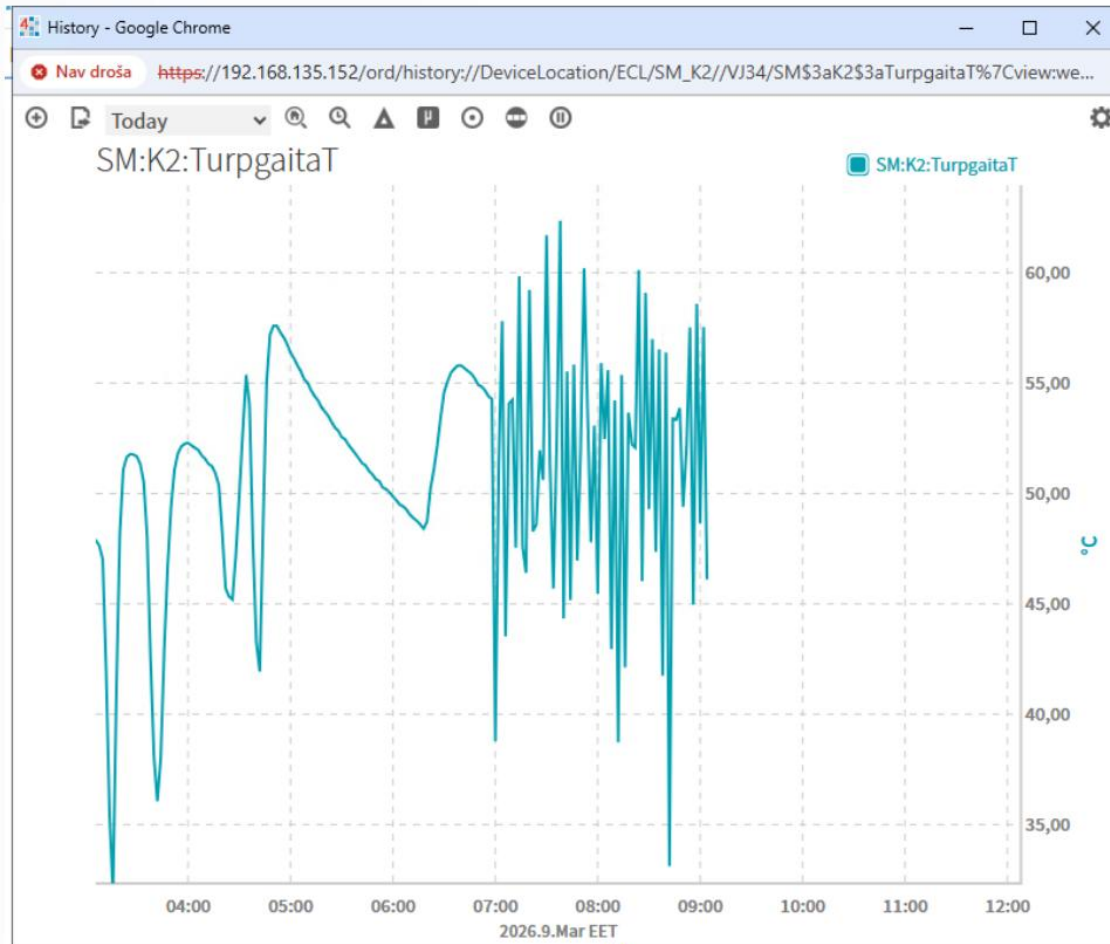 History - Google Chrome
Nav droša https://192.168.135.152/ord/history://DeviceLocation/ECL/SM_K2//VJ34/SM$3aK2$3aTurpgaitaT%7Cview:we...
Today
SM:K2:TurpgaitaT
SM:K2:TurpgaitaT
60,00
55,00
50,00
°C
45,00
40,00
35,00
04:00 05:00 06:00 07:00 08:00 09:00 10:00 11:00 12:00
2026.9.Mar EET